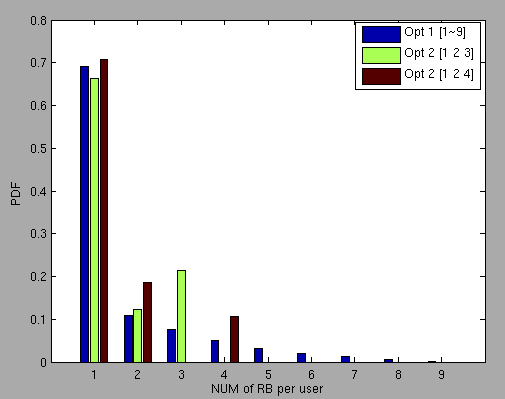 0.8
0.7
0.6
0.5
0.4
0.3
0.2
0.1
0
PDF
Opt 1 [1~9]
Opt 2 [1 2 3]
Opt 2 [1 2 4]
1 2 3 4 5 6 7 8 9
NUM of RB per user